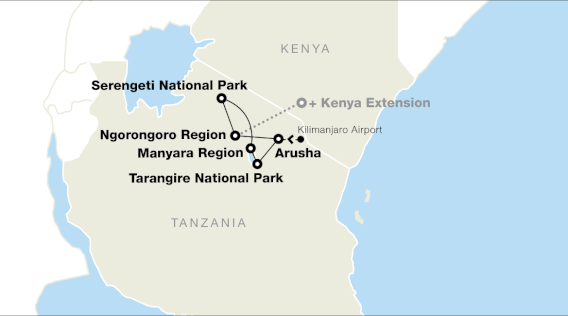 KENYA
Serengeti National Park
+ Kenya Extension
Kilimanjaro Airport
Ngorongoro Region
Manyara Region
Arusha
Tarangire National Park
TANZANIA